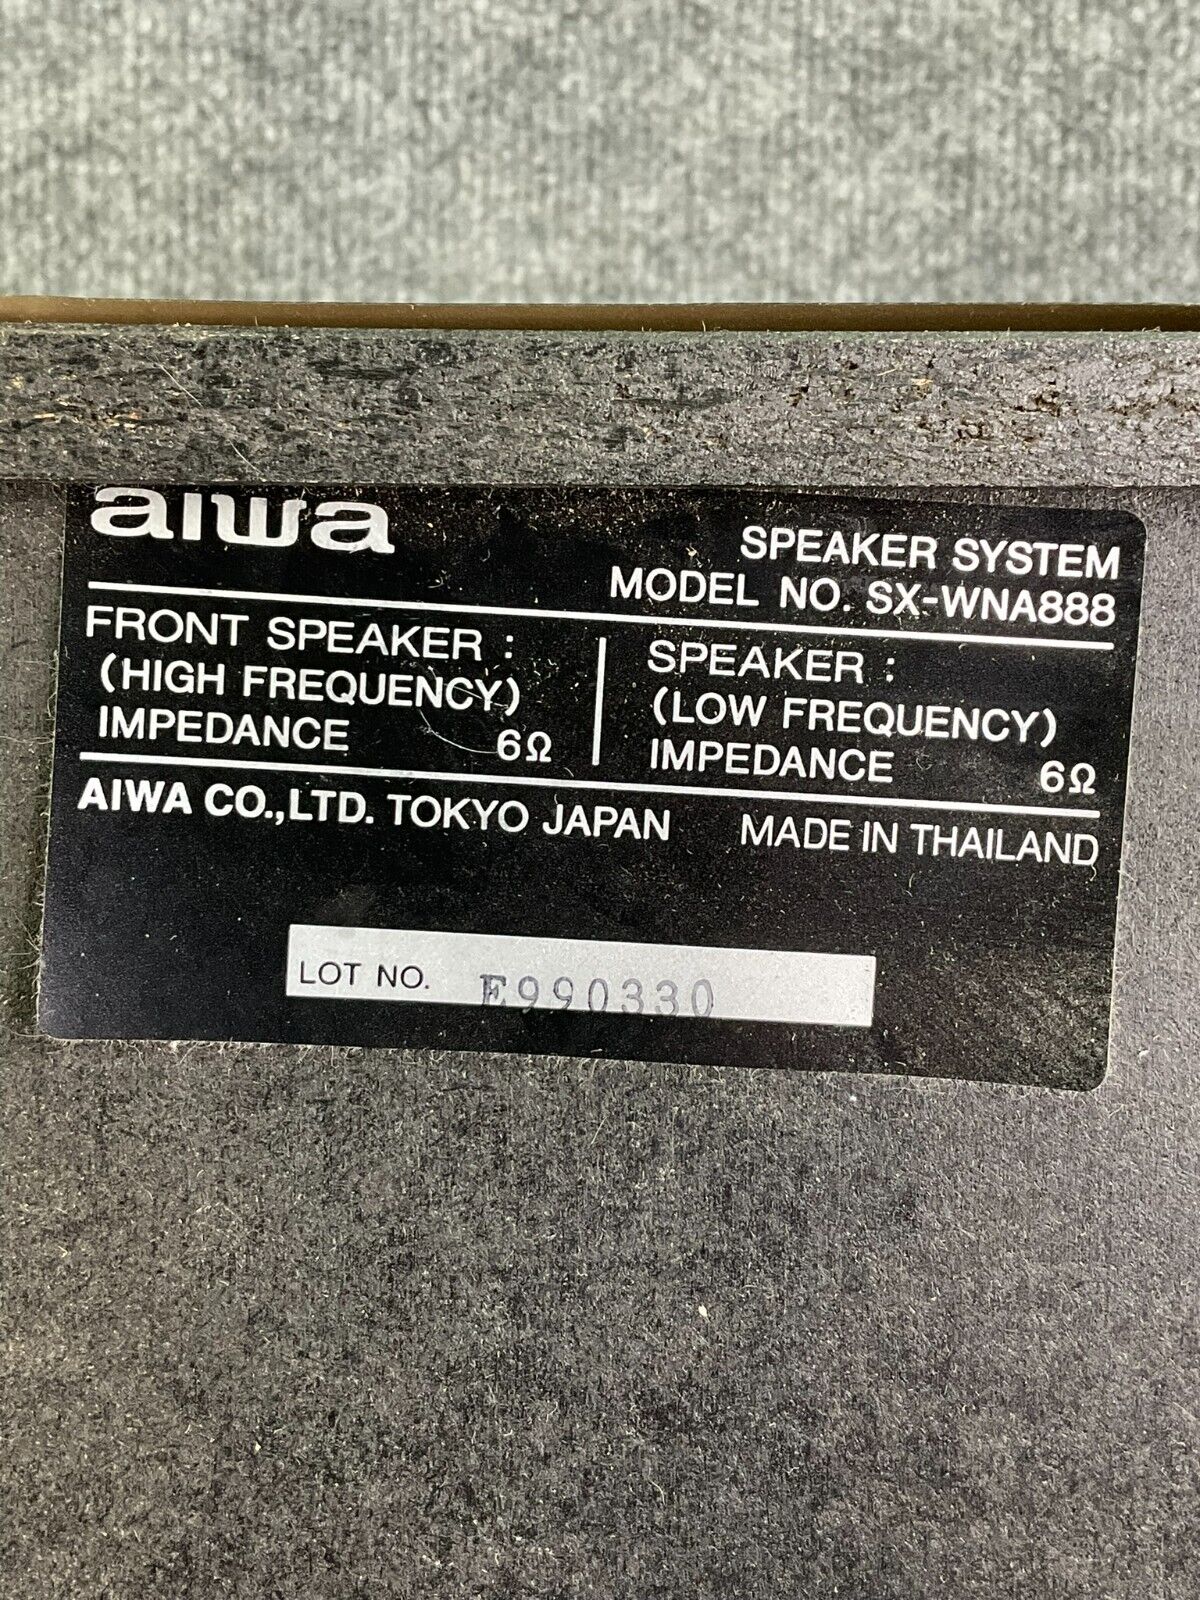 aiwa
SPEAKER SYSTEM
MODEL NO. SX-WNA888
FRONT SPEAKER :
(HIGH FREQUENCY)
IMPEDANCE 6Ω
SPEAKER :
(LOW FREQUENCY)
IMPEDANCE 6Ω
AIWA CO.,LTD. TOKYO JAPAN MADE IN THAILAND
LOT NO. E990330